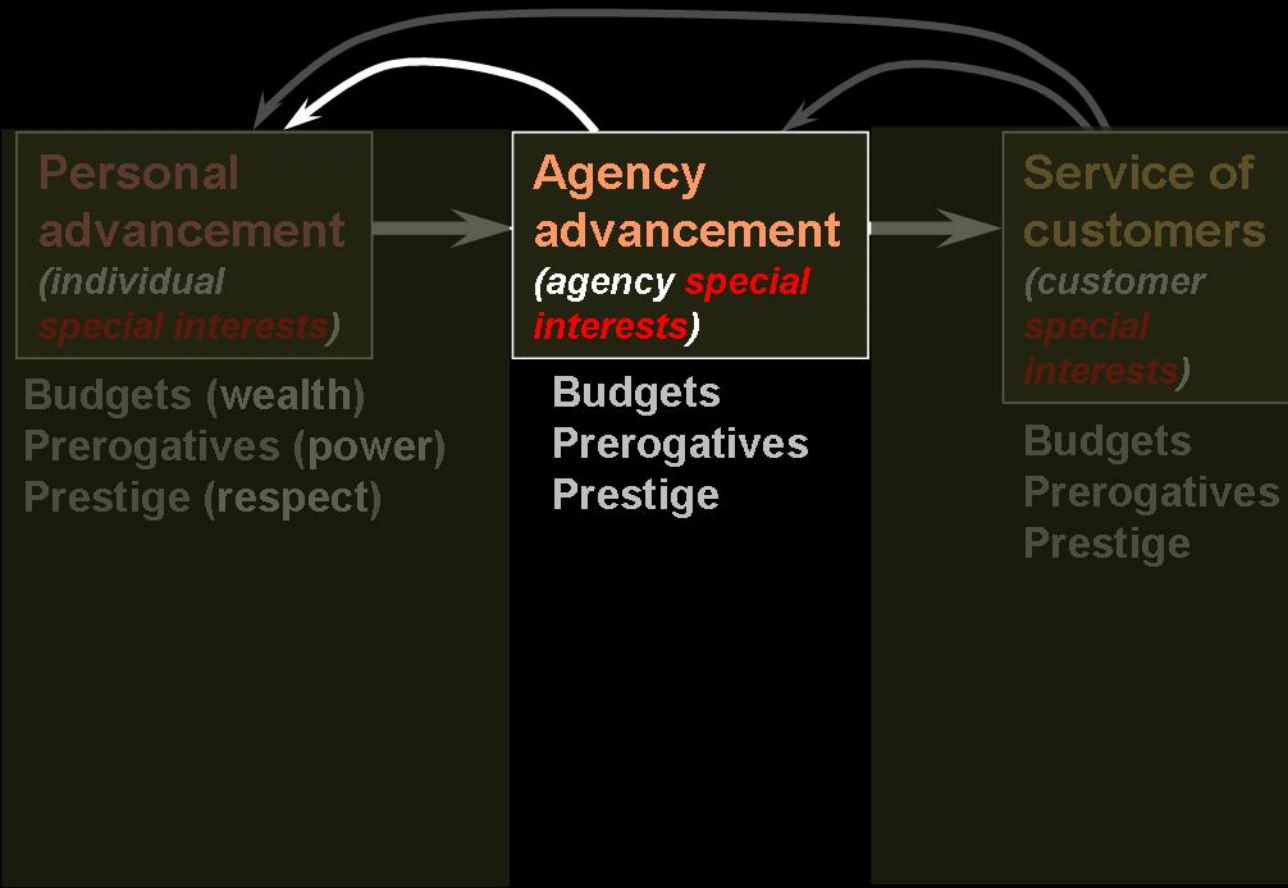 Personal
advancement
(individual
special interests)
Budgets (wealth)
Prerogatives (power)
Prestige (respect)
Agency
advancement
(agency special
interests)
Budgets
Prerogatives
Prestige
Service of
customers
(customer
special
interests)
Budgets
Prerogatives
Prestige